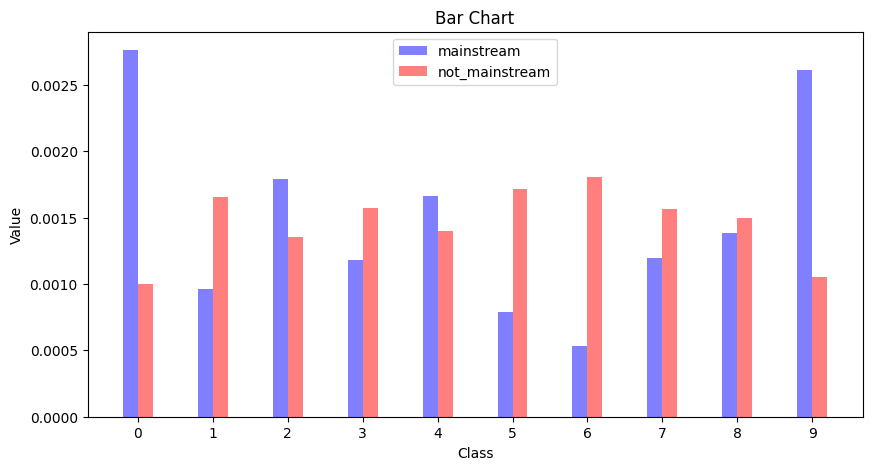 Bar Chart
mainstream
not_mainstream
Value
0.0025
0.0020
0.0015
0.0010
0.0005
0.0000
0 1 2 3 4 5 6 7 8 9
Class